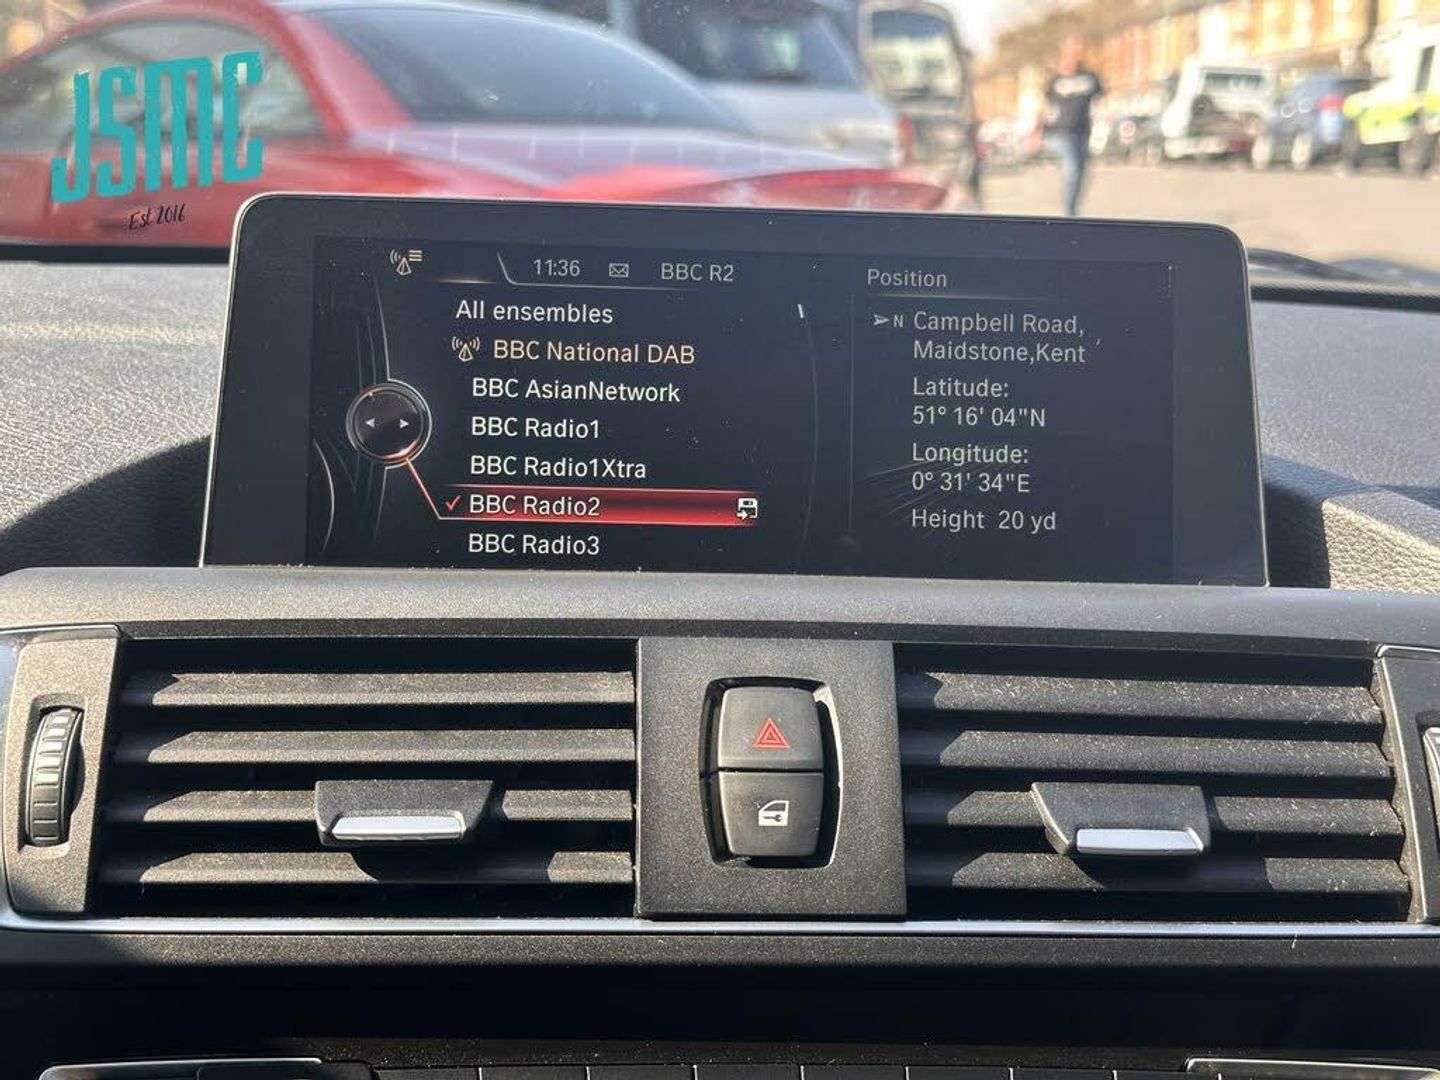 JSMC
Est 2016
11:36 BBC R2
All ensembles
BBC National DAB
BBC AsianNetwork
BBC Radio1
BBC Radio1Xtra
BBC Radio2
BBC Radio3
Position
N Campbell Road,
Maidstone,Kent
Latitude:
51° 16' 04"N
Longitude:
0° 31' 34"E
Height 20 yd